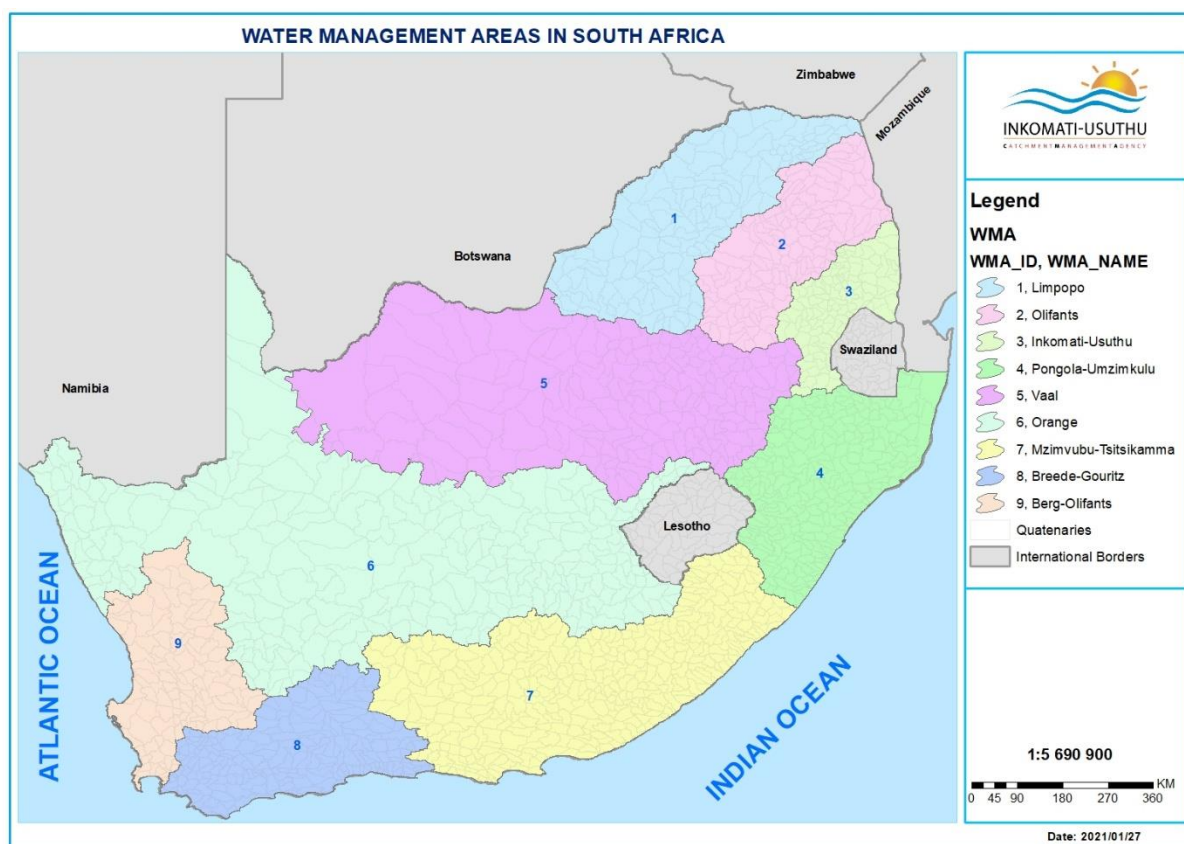 WATER MANAGEMENT AREAS IN SOUTH AFRICA
Zimbabwe
Mozambique
Botswana
Namibia
Swaziland
Lesotho
1
2
3
4
5
6
7
8
9
ATLANTIC OCEAN
INDIAN OCEAN
INKOMATI-USUTHU
CATCHMENT MANAGEMENT AGENCY
Legend
WMA
WMA_ID, WMA_NAME
1, Limpopo
2, Olifants
3, Inkomati-Usuthu
4, Pongola-Umzimkulu
5, Vaal
6, Orange
7, Mzimvubu-Tsitsikamma
8, Breede-Gouritz
9, Berg-Olifants
Quatenaries
International Borders
1:5 690 900
KM
0 45 90 180 270 360
Date: 2021/01/27